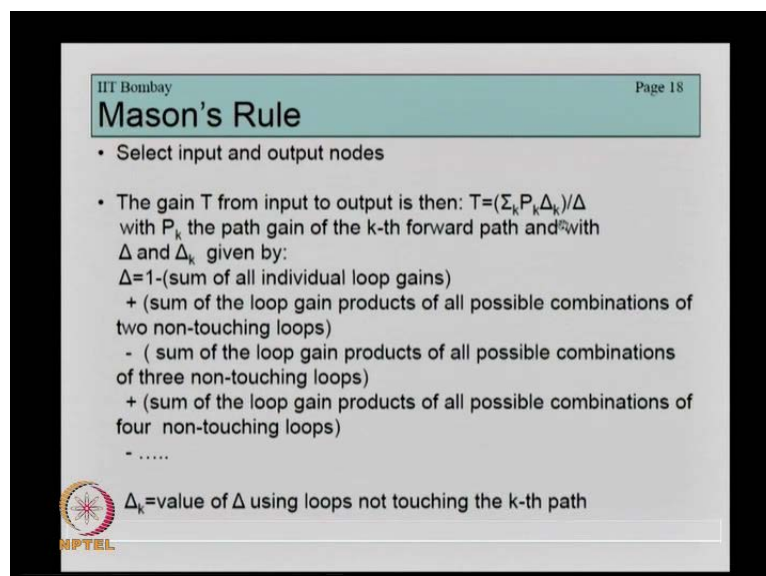 IIT Bombay
Page 18
Mason's Rule
• Select input and output nodes
• The gain T from input to output is then: T=(ΣₖPₖΔₖ)/Δ
with Pₖ the path gain of the k-th forward path and with
Δ and Δₖ given by:
Δ=1-(sum of all individual loop gains)
+ (sum of the loop gain products of all possible combinations of
two non-touching loops)
- ( sum of the loop gain products of all possible combinations
of three non-touching loops)
+ (sum of the loop gain products of all possible combinations of
four non-touching loops)
- .....
Δₖ=value of Δ using loops not touching the k-th path
NPTEL